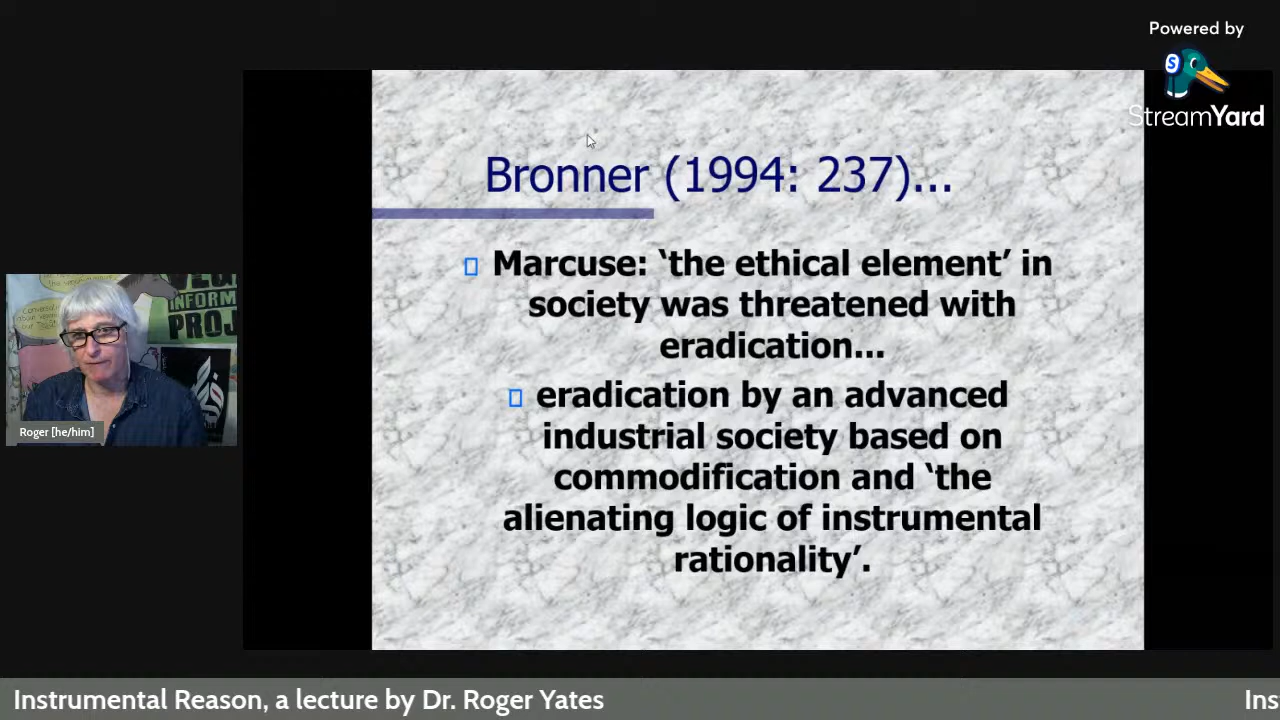 Powered by
StreamYard
Bronner (1994: 237)...
Marcuse: ‘the ethical element’ in
society was threatened with
eradication...
eradication by an advanced
industrial society based on
commodification and ‘the
alienating logic of instrumental
rationality’.
INFORM
PROJ
Roger [he/him]
Instrumental Reason, a lecture by Dr. Roger Yates
Ins